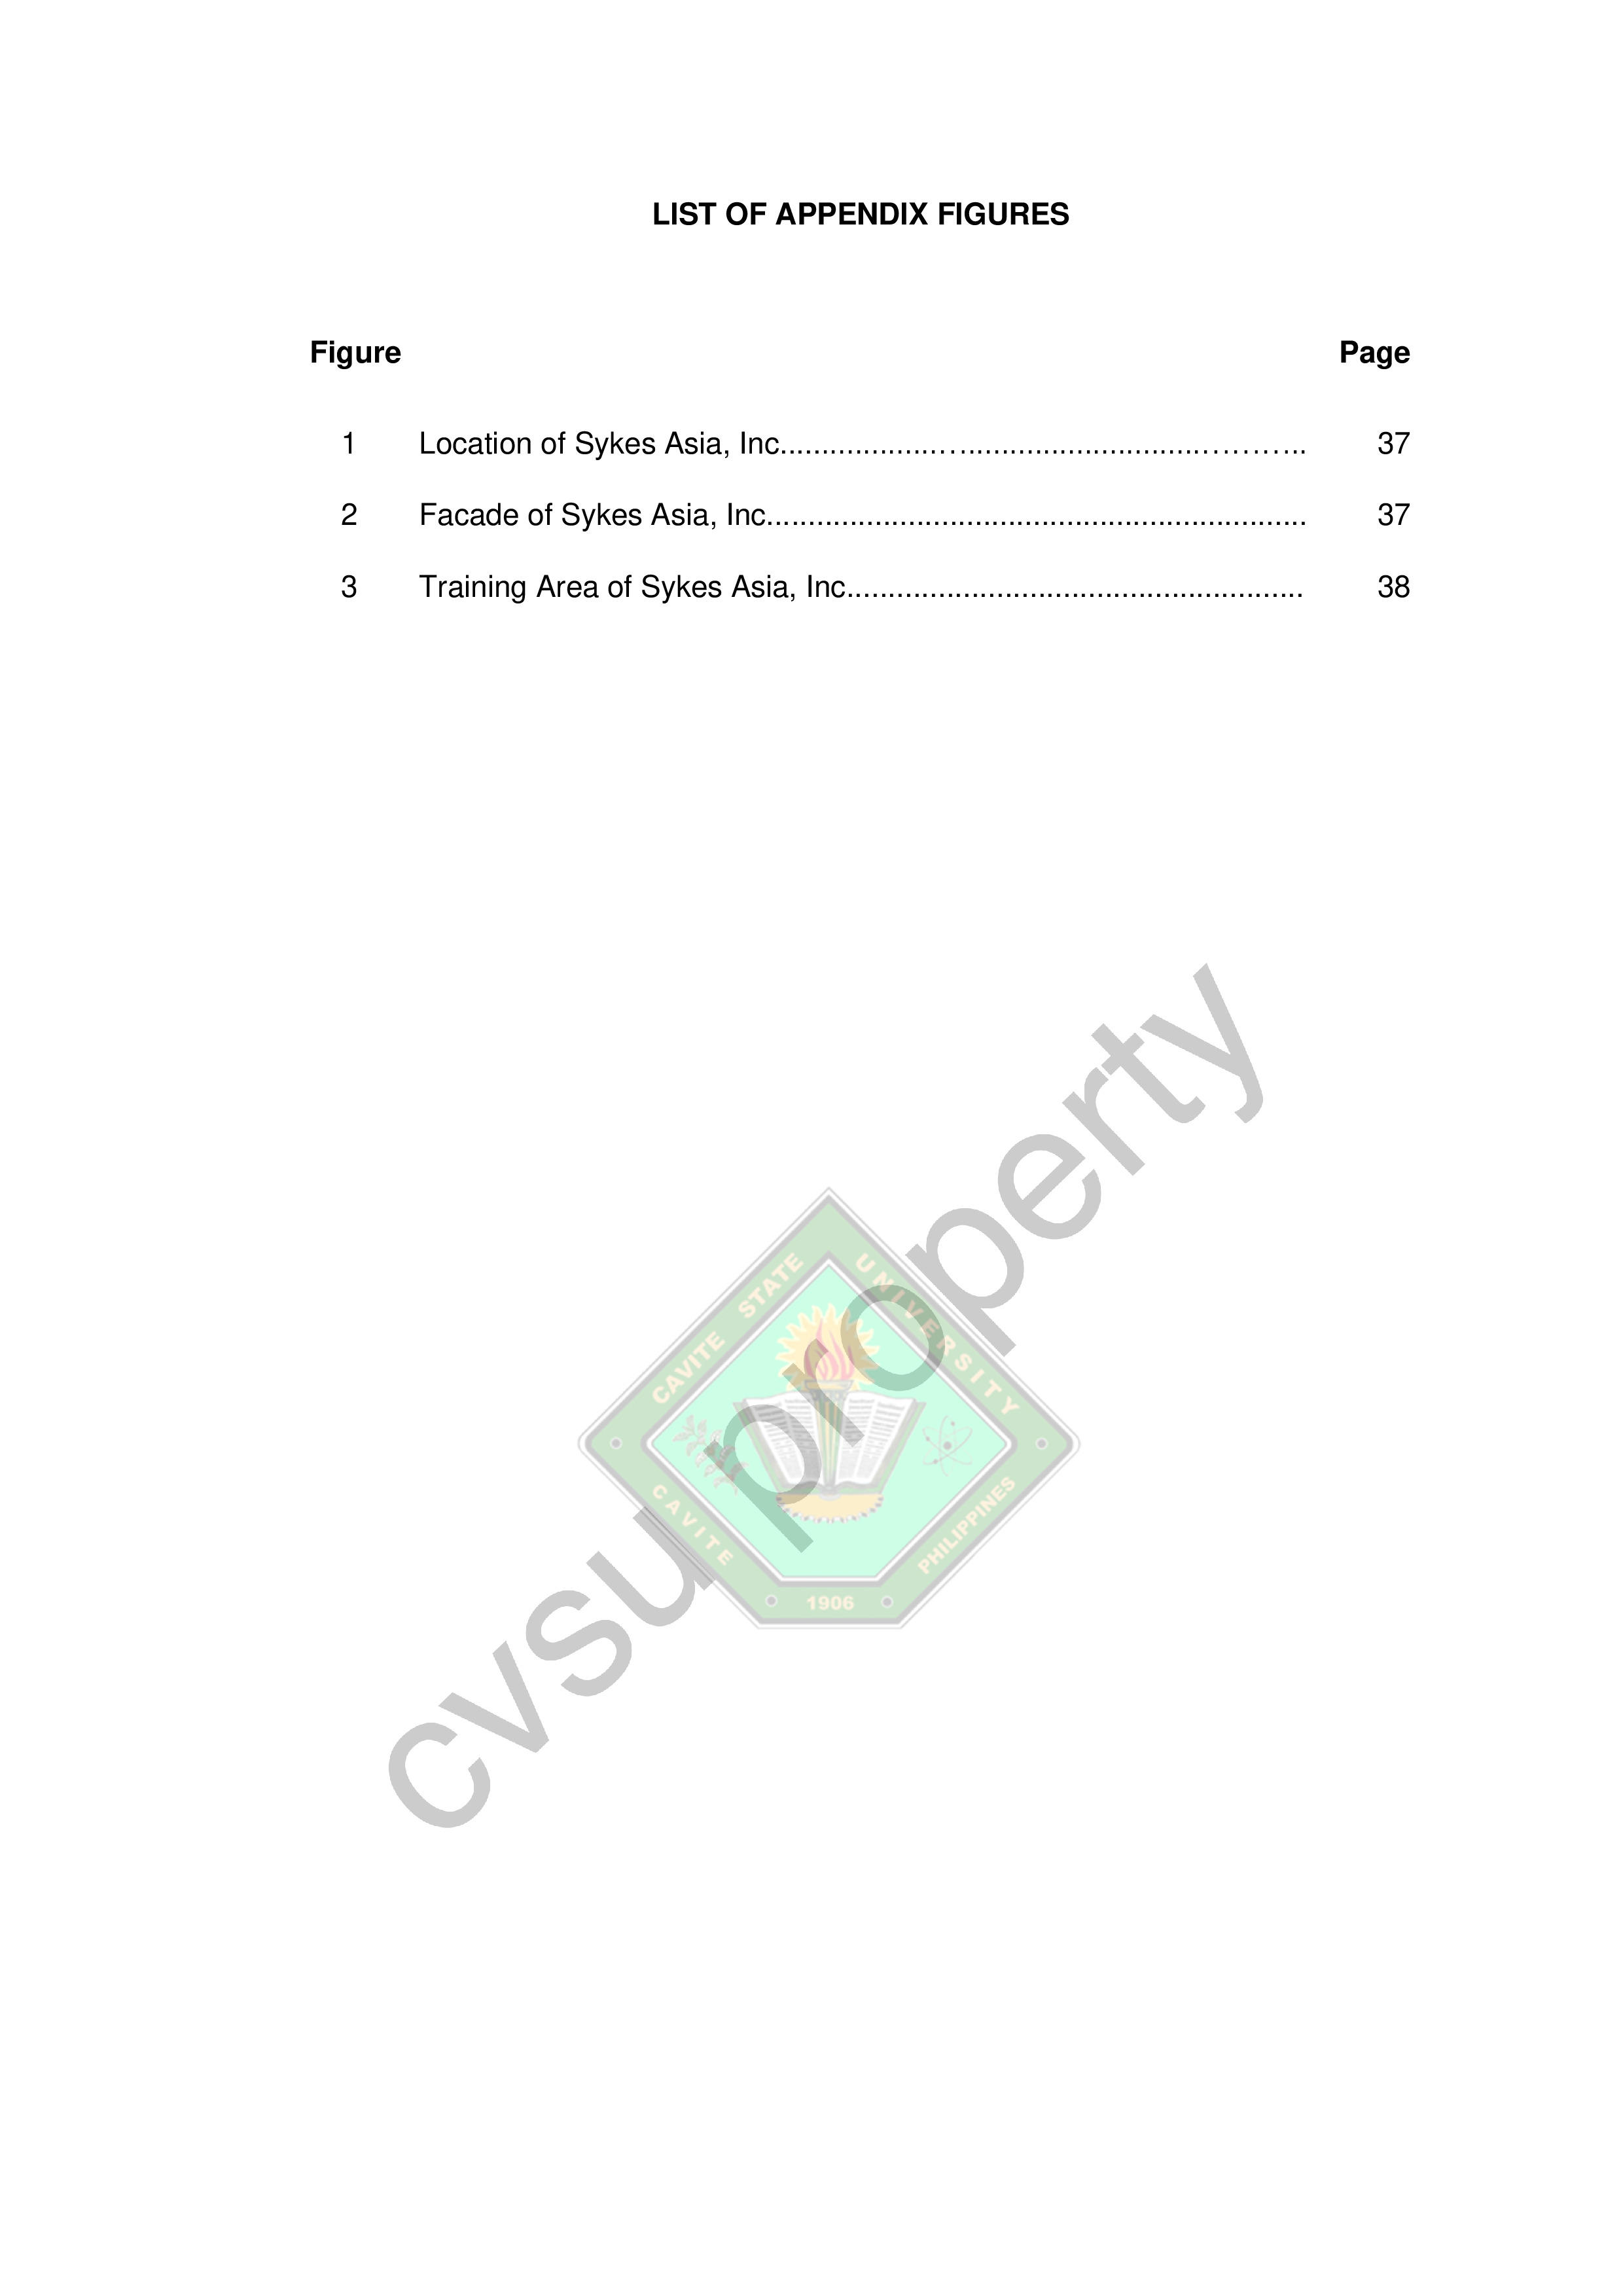 LIST OF APPENDIX FIGURES
Figure Page
1 Location of Sykes Asia, Inc...................…..............................……….. 37
2 Facade of Sykes Asia, Inc................................................................. 37
3 Training Area of Sykes Asia, Inc....................................................... 38
cvsu property
CAVITE STATE UNIVERSITY
CAVITE PHILIPPINES
1906